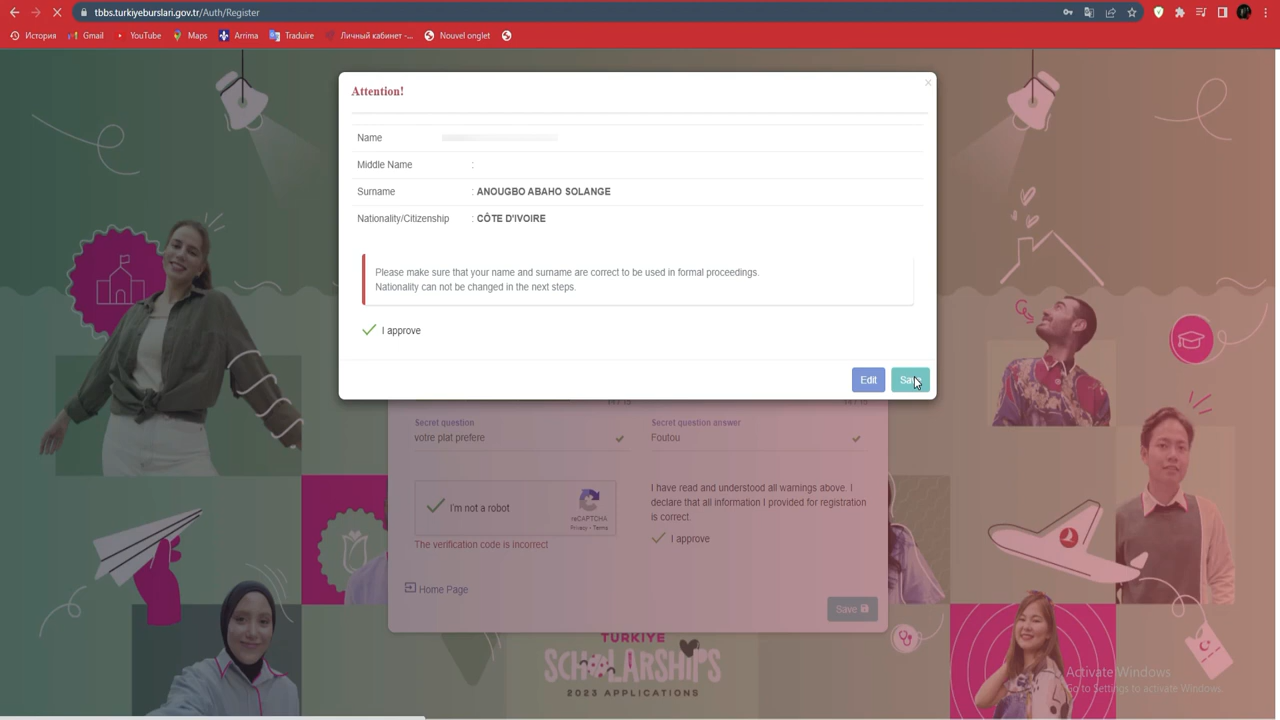 tbbs.turkiyeburslari.gov.tr/Auth/Register
История Gmail YouTube Maps Arrima Traduire Личный кабинет -... Nouvel onglet
Attention!
×
Name
Middle Name :
Surname : ANOUGBO ABAHO SOLANGE
Nationality/Citizenship : CÔTE D'IVOIRE
Please make sure that your name and surname are correct to be used in formal proceedings.
Nationality can not be changed in the next steps.
I approve
Edit
Save
Secret question
votre plat prefere
Secret question answer
Foutou
I'm not a robot
reCAPTCHA
Privacy - Terms
The verification code is incorrect
I have read and understood all warnings above. I
declare that all information I provided for registration
is correct.
I approve
Home Page
Save
TÜRKİYE
SCHOLARSHIPS
2023 APPLICATIONS
Activate Windows
Go to Settings to activate Windows.